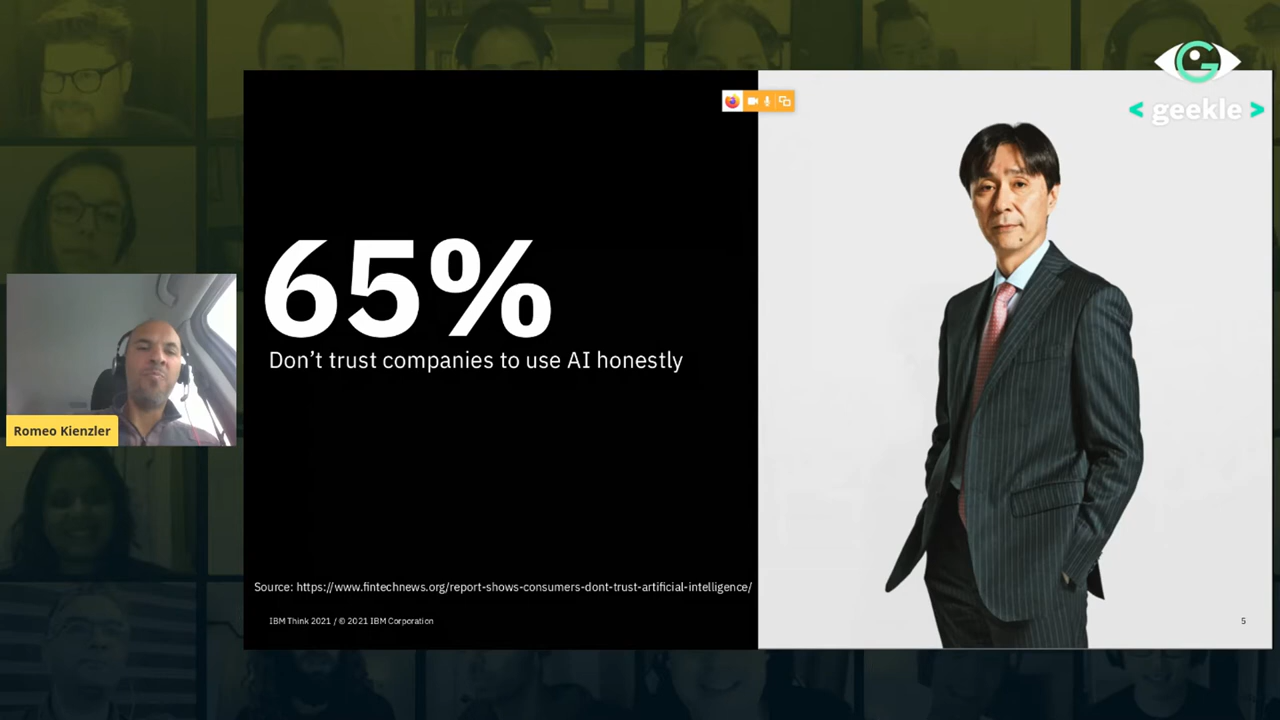 < geekle >
65%
Don’t trust companies to use AI honestly
Romeo Kienzler
Source: https://www.fintechnews.org/report-shows-consumers-dont-trust-artificial-intelligence/
IBM Think 2021 / © 2021 IBM Corporation
5